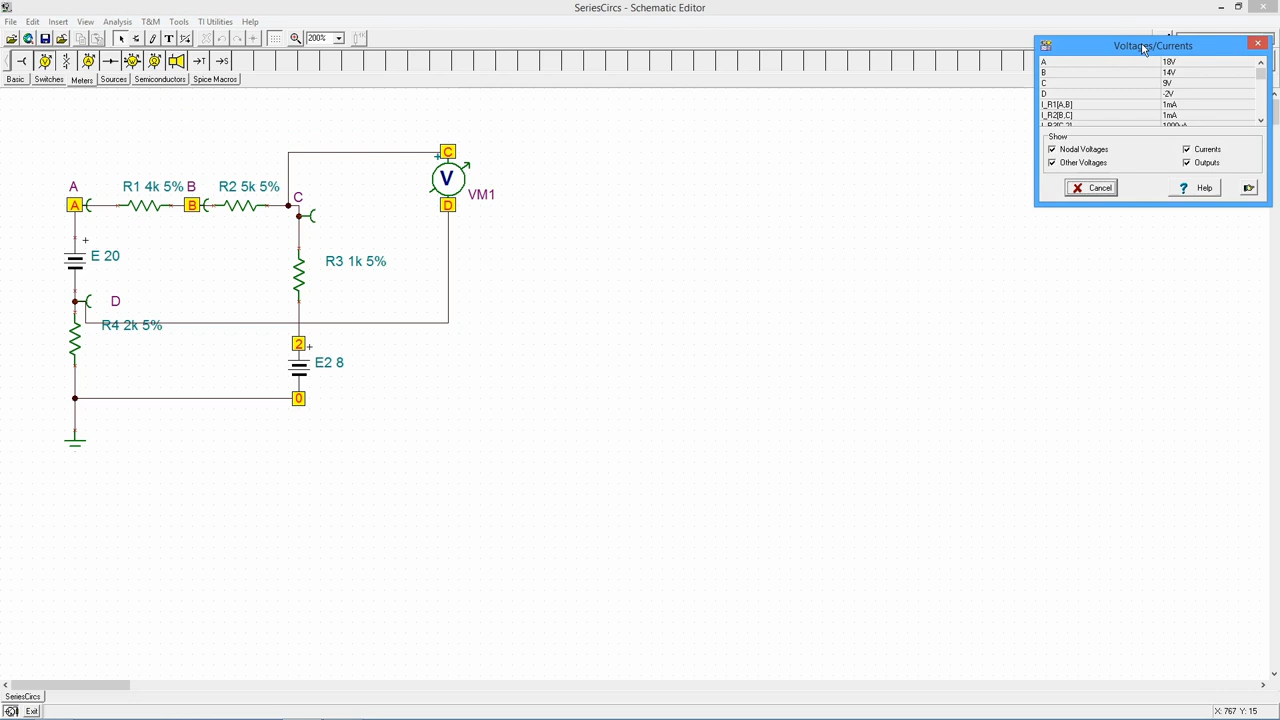 SeriesCircs - Schematic Editor
File Edit Insert View Analysis T&M Tools TI Utilities Help
T 200%
Basic Switches Meters Sources Semiconductors Spice Macros
Voltages/Currents
A 18V
B 14V
C 9V
D -2V
I_R1[A,B] 1mA
I_R2[B,C] 1mA
Show
Nodal Voltages Currents
Other Voltages Outputs
Cancel ? Help
C
+
V
VM1
D
A R1 4k 5% B R2 5k 5% C
A B
+
E 20
R3 1k 5%
D
R4 2k 5%
2 +
E2 8
0
SeriesCircs
Exit X: 767 Y: 15